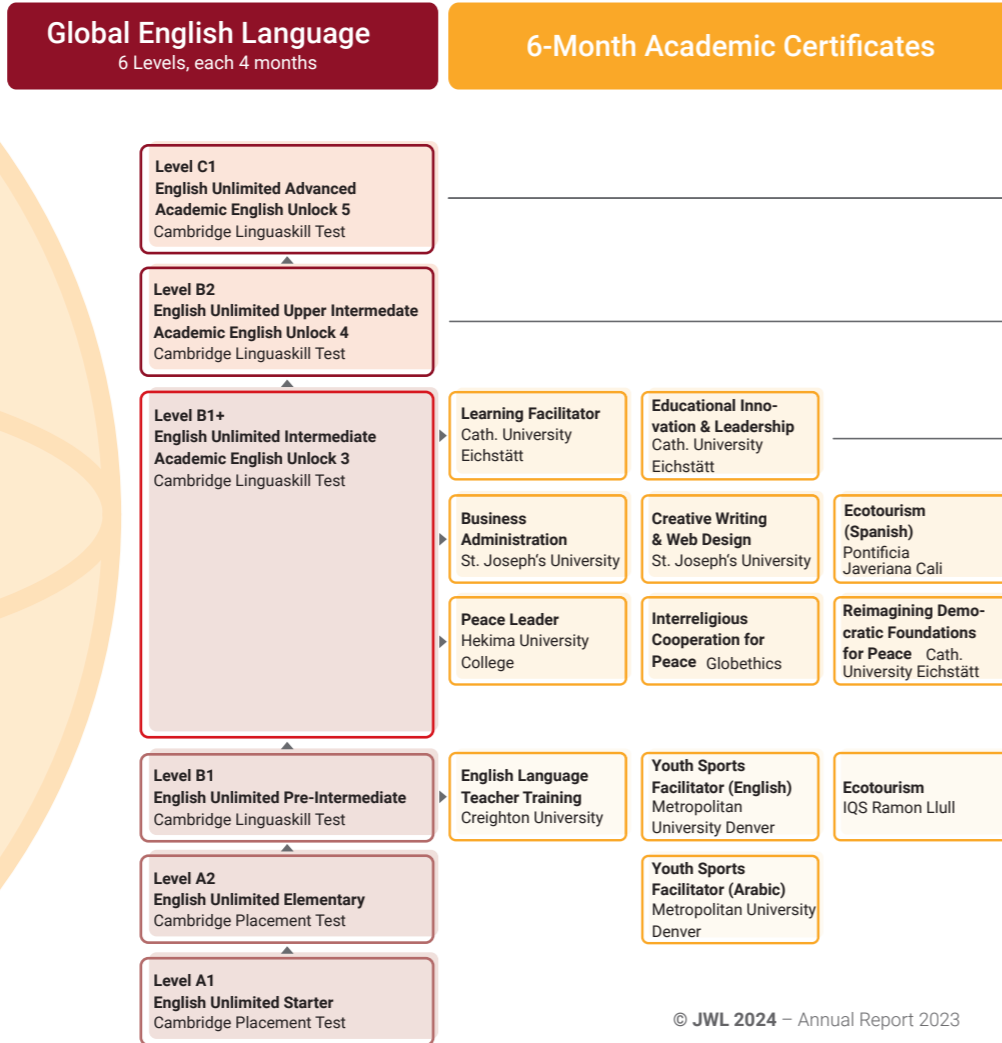 Global English Language
6 Levels, each 4 months
6-Month Academic Certificates
Level C1
English Unlimited Advanced
Academic English Unlock 5
Cambridge Linguaskill Test
Level B2
English Unlimited Upper Intermedate
Academic English Unlock 4
Cambridge Linguaskill Test
Level B1+
English Unlimited Intermediate
Academic English Unlock 3
Cambridge Linguaskill Test
Learning Facilitator
Cath. University
Eichstätt
Educational Inno-
vation & Leadership
Cath. University
Eichstätt
Business
Administration
St. Joseph's University
Creative Writing
& Web Design
St. Joseph's University
Ecotourism
(Spanish)
Pontificia
Javeriana Cali
Peace Leader
Hekima University
College
Interreligious
Cooperation for
Peace Globethics
Reimagining Demo-
cratic Foundations
for Peace Cath.
University Eichstätt
Level B1
English Unlimited Pre-Intermediate
Cambridge Linguaskill Test
English Language
Teacher Training
Creighton University
Youth Sports
Facilitator (English)
Metropolitan
University Denver
Ecotourism
IQS Ramon Llull
Level A2
English Unlimited Elementary
Cambridge Placement Test
Youth Sports
Facilitator (Arabic)
Metropolitan University
Denver
Level A1
English Unlimited Starter
Cambridge Placement Test
© JWL 2024 – Annual Report 2023